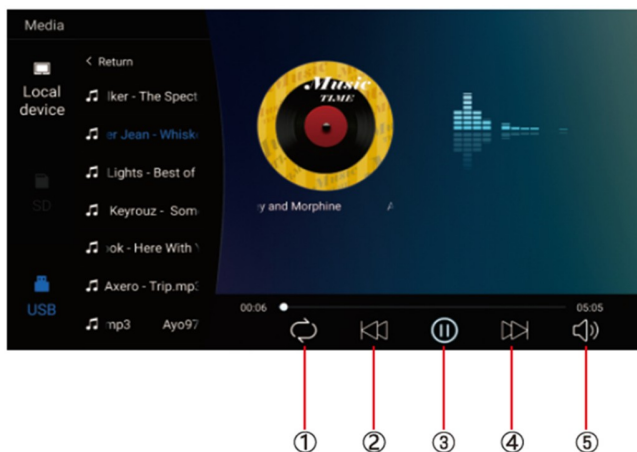 Media
Return
Local
device
lker - The Spect
er Jean - Whisk
Lights - Best of
SD
Keyrouz - Som
ok - Here With
Axero - Trip.mp3
USB
mp3 Ayo97
Music
TIME
y and Morphine A
00:06
05:05
① ② ③ ④ ⑤